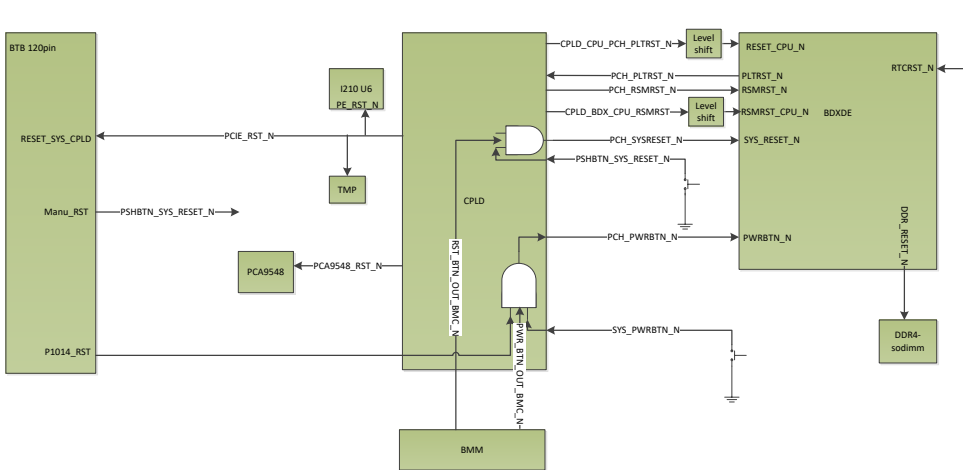 BTB 120pin
RESET_SYS_CPLD
Manu_RST
P1014_RST
PCIE_RST_N
I210 U6
PE_RST_N
TMP
PSHBTN_SYS_RESET_N
PCA9548
PCA9548_RST_N
CPLD
RST_BTN_OUT_BMC_N
PWR_BTN_OUT_BMC_N
BMM
CPLD_CPU_PCH_PLTRST_N
Level
shift
PCH_PLTRST_N
PCH_RSMRST_N
CPLD_BDX_CPU_RSMRST
Level
shift
PCH_SYSRESET_N
PSHBTN_SYS_RESET_N
PCH_PWRBTN_N
SYS_PWRBTN_N
RESET_CPU_N
RTCRST_N
PLTRST_N
RSMRST_N
RSMRST_CPU_N
BDXDE
SYS_RESET_N
PWRBTN_N
DDR_RESET_N
DDR4-
sodimm